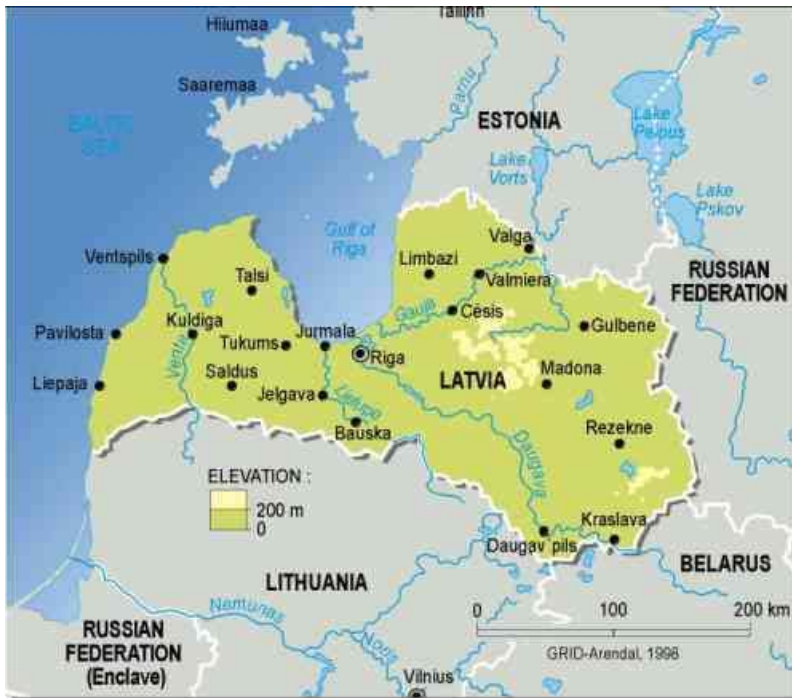 Tallinn
Hiiumaa
Saaremaa
BALTIC
SEA
Parnu
ESTONIA
Lake
Peipus
Lake
Vorts
Lake
Pskov
Gulf of
Riga
Valga
Ventspils
Limbazi
Valmiera
Talsi
RUSSIAN
FEDERATION
Gauja
Cēsis
Pavilosta
Kuldiga
Gulbene
Tukums
Jurmala
Riga
Venta
LATVIA
Madona
Liepaja
Saldus
Jelgava
Lielupe
Bauska
Rezekne
Daugava
ELEVATION :
200 m
0
Kraslava
Daugav`pils
BELARUS
LITHUANIA
Nemunas
0 100 200 km
RUSSIAN
FEDERATION
(Enclave)
GRID-Arendal, 1998
Vilnius